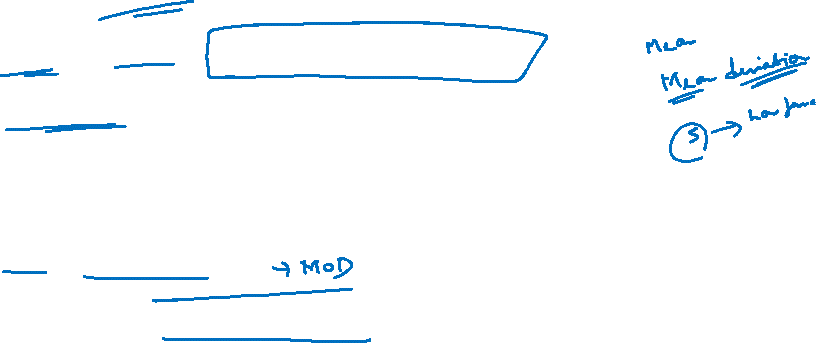 Mean
Mean deviation
S →
→ MOD